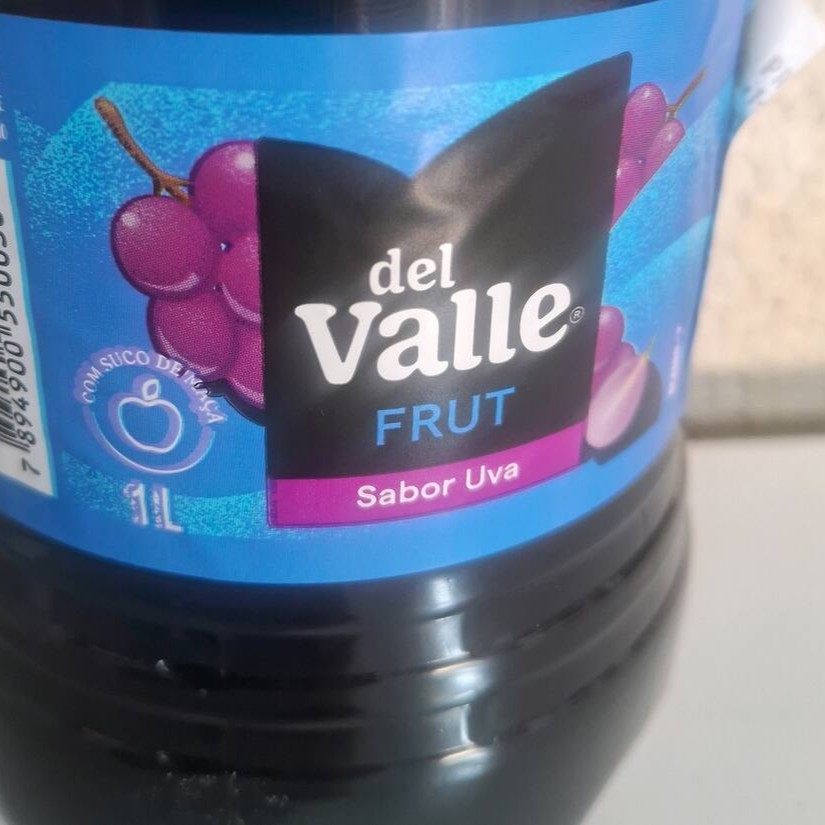 del
Valle®
FRUT
Sabor Uva
COM SUCO DE MAÇÃ
1L